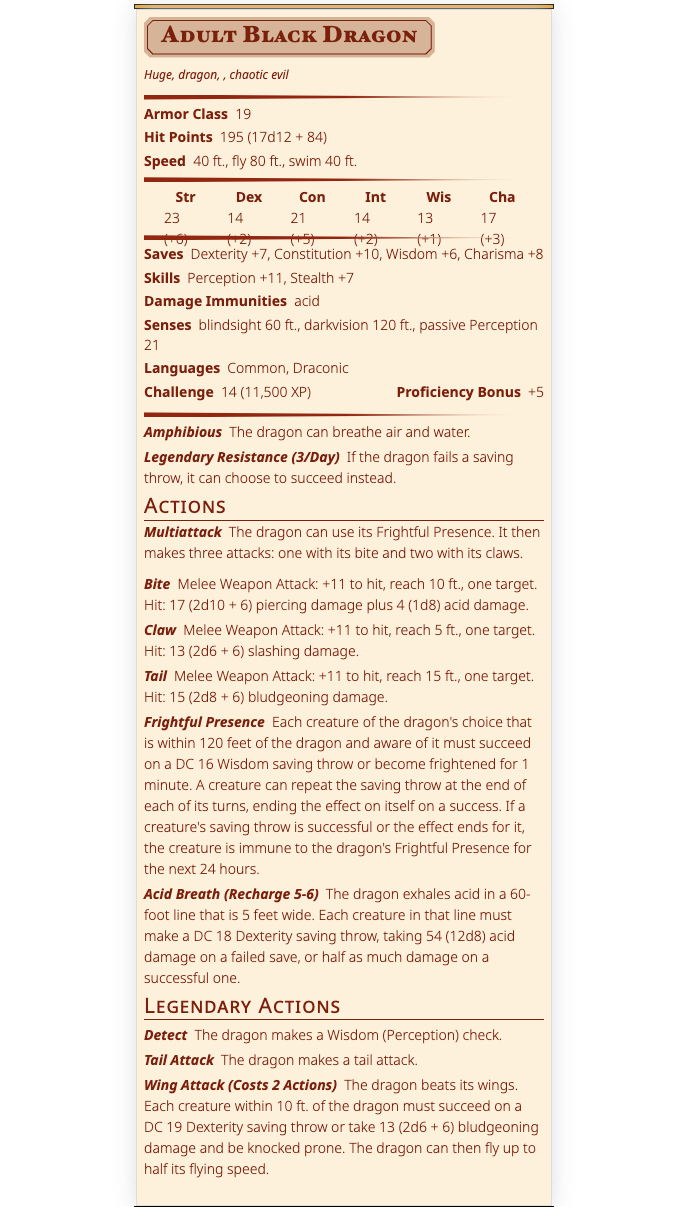 Adult Black Dragon
Huge, dragon, , chaotic evil
Armor Class 19
Hit Points 195 (17d12 + 84)
Speed 40 ft., fly 80 ft., swim 40 ft.
Str Dex Con Int Wis Cha
23 14 21 14 13 17
(+6) (+2) (+5) (+2) (+1) (+3)
Saves Dexterity +7, Constitution +10, Wisdom +6, Charisma +8
Skills Perception +11, Stealth +7
Damage Immunities acid
Senses blindsight 60 ft., darkvision 120 ft., passive Perception
21
Languages Common, Draconic
Challenge 14 (11,500 XP) Proficiency Bonus +5
Amphibious The dragon can breathe air and water.
Legendary Resistance (3/Day) If the dragon fails a saving
throw, it can choose to succeed instead.
Actions
Multiattack The dragon can use its Frightful Presence. It then
makes three attacks: one with its bite and two with its claws.
Bite Melee Weapon Attack: +11 to hit, reach 10 ft., one target.
Hit: 17 (2d10 + 6) piercing damage plus 4 (1d8) acid damage.
Claw Melee Weapon Attack: +11 to hit, reach 5 ft., one target.
Hit: 13 (2d6 + 6) slashing damage.
Tail Melee Weapon Attack: +11 to hit, reach 15 ft., one target.
Hit: 15 (2d8 + 6) bludgeoning damage.
Frightful Presence Each creature of the dragon's choice that
is within 120 feet of the dragon and aware of it must succeed
on a DC 16 Wisdom saving throw or become frightened for 1
minute. A creature can repeat the saving throw at the end of
each of its turns, ending the effect on itself on a success. If a
creature's saving throw is successful or the effect ends for it,
the creature is immune to the dragon's Frightful Presence for
the next 24 hours.
Acid Breath (Recharge 5-6) The dragon exhales acid in a 60-
foot line that is 5 feet wide. Each creature in that line must
make a DC 18 Dexterity saving throw, taking 54 (12d8) acid
damage on a failed save, or half as much damage on a
successful one.
Legendary Actions
Detect The dragon makes a Wisdom (Perception) check.
Tail Attack The dragon makes a tail attack.
Wing Attack (Costs 2 Actions) The dragon beats its wings.
Each creature within 10 ft. of the dragon must succeed on a
DC 19 Dexterity saving throw or take 13 (2d6 + 6) bludgeoning
damage and be knocked prone. The dragon can then fly up to
half its flying speed.